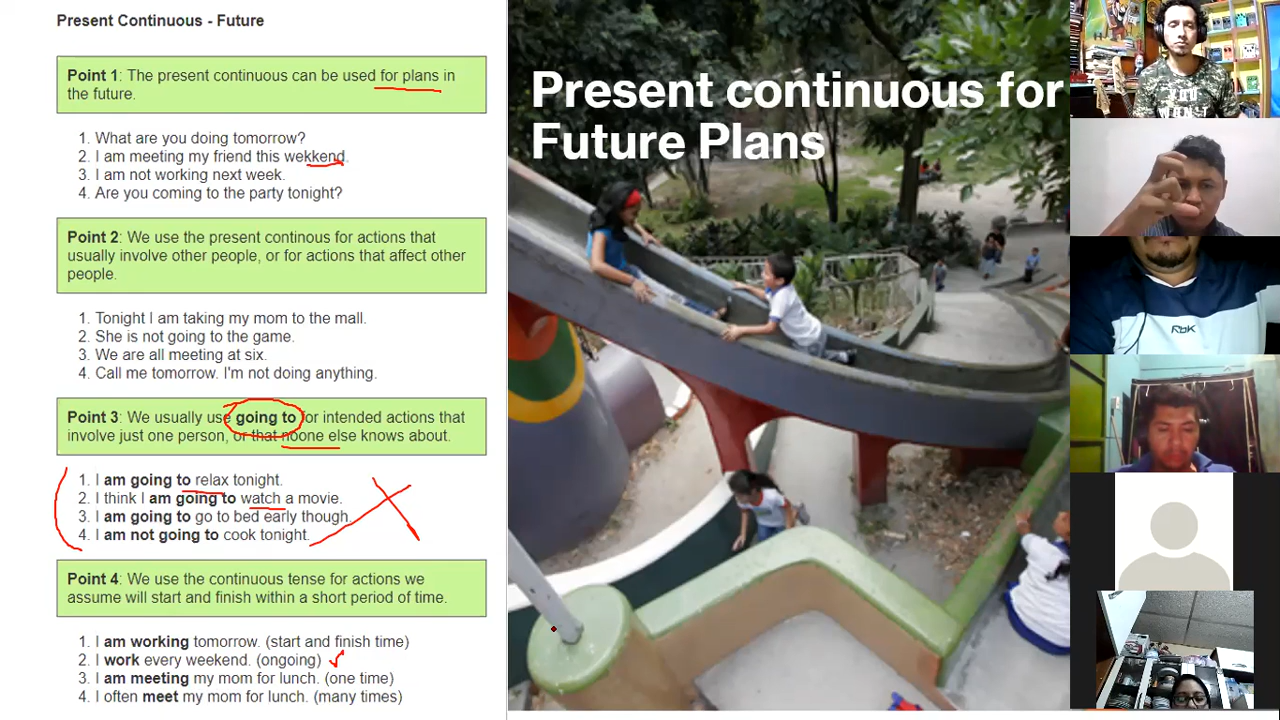 Present Continuous - Future
Point 1: The present continuous can be used for plans in
the future.
1. What are you doing tomorrow?
2. I am meeting my friend this wekkend.
3. I am not working next week.
4. Are you coming to the party tonight?
Point 2: We use the present continous for actions that
usually involve other people, or for actions that affect other
people.
1. Tonight I am taking my mom to the mall.
2. She is not going to the game.
3. We are all meeting at six.
4. Call me tomorrow. I'm not doing anything.
Point 3: We usually use going to for intended actions that
involve just one person, or that noone else knows about.
1. I am going to relax tonight.
2. I think I am going to watch a movie.
3. I am going to go to bed early though.
4. I am not going to cook tonight.
Point 4: We use the continuous tense for actions we
assume will start and finish within a short period of time.
1. I am working tomorrow. (start and finish time)
2. I work every weekend. (ongoing)
3. I am meeting my mom for lunch. (one time)
4. I often meet my mom for lunch. (many times)
Present continuous for
Future Plans
YOU
RBK